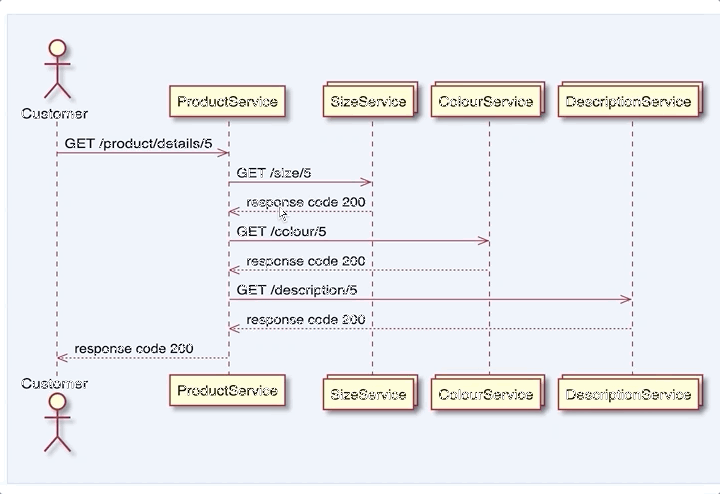 Customer
ProductService
SizeService
ColourService
DescriptionService
GET /product/details/5
GET /size/5
response code 200
GET /colour/5
response code 200
GET /description/5
response code 200
response code 200
Customer
ProductService
SizeService
ColourService
DescriptionService